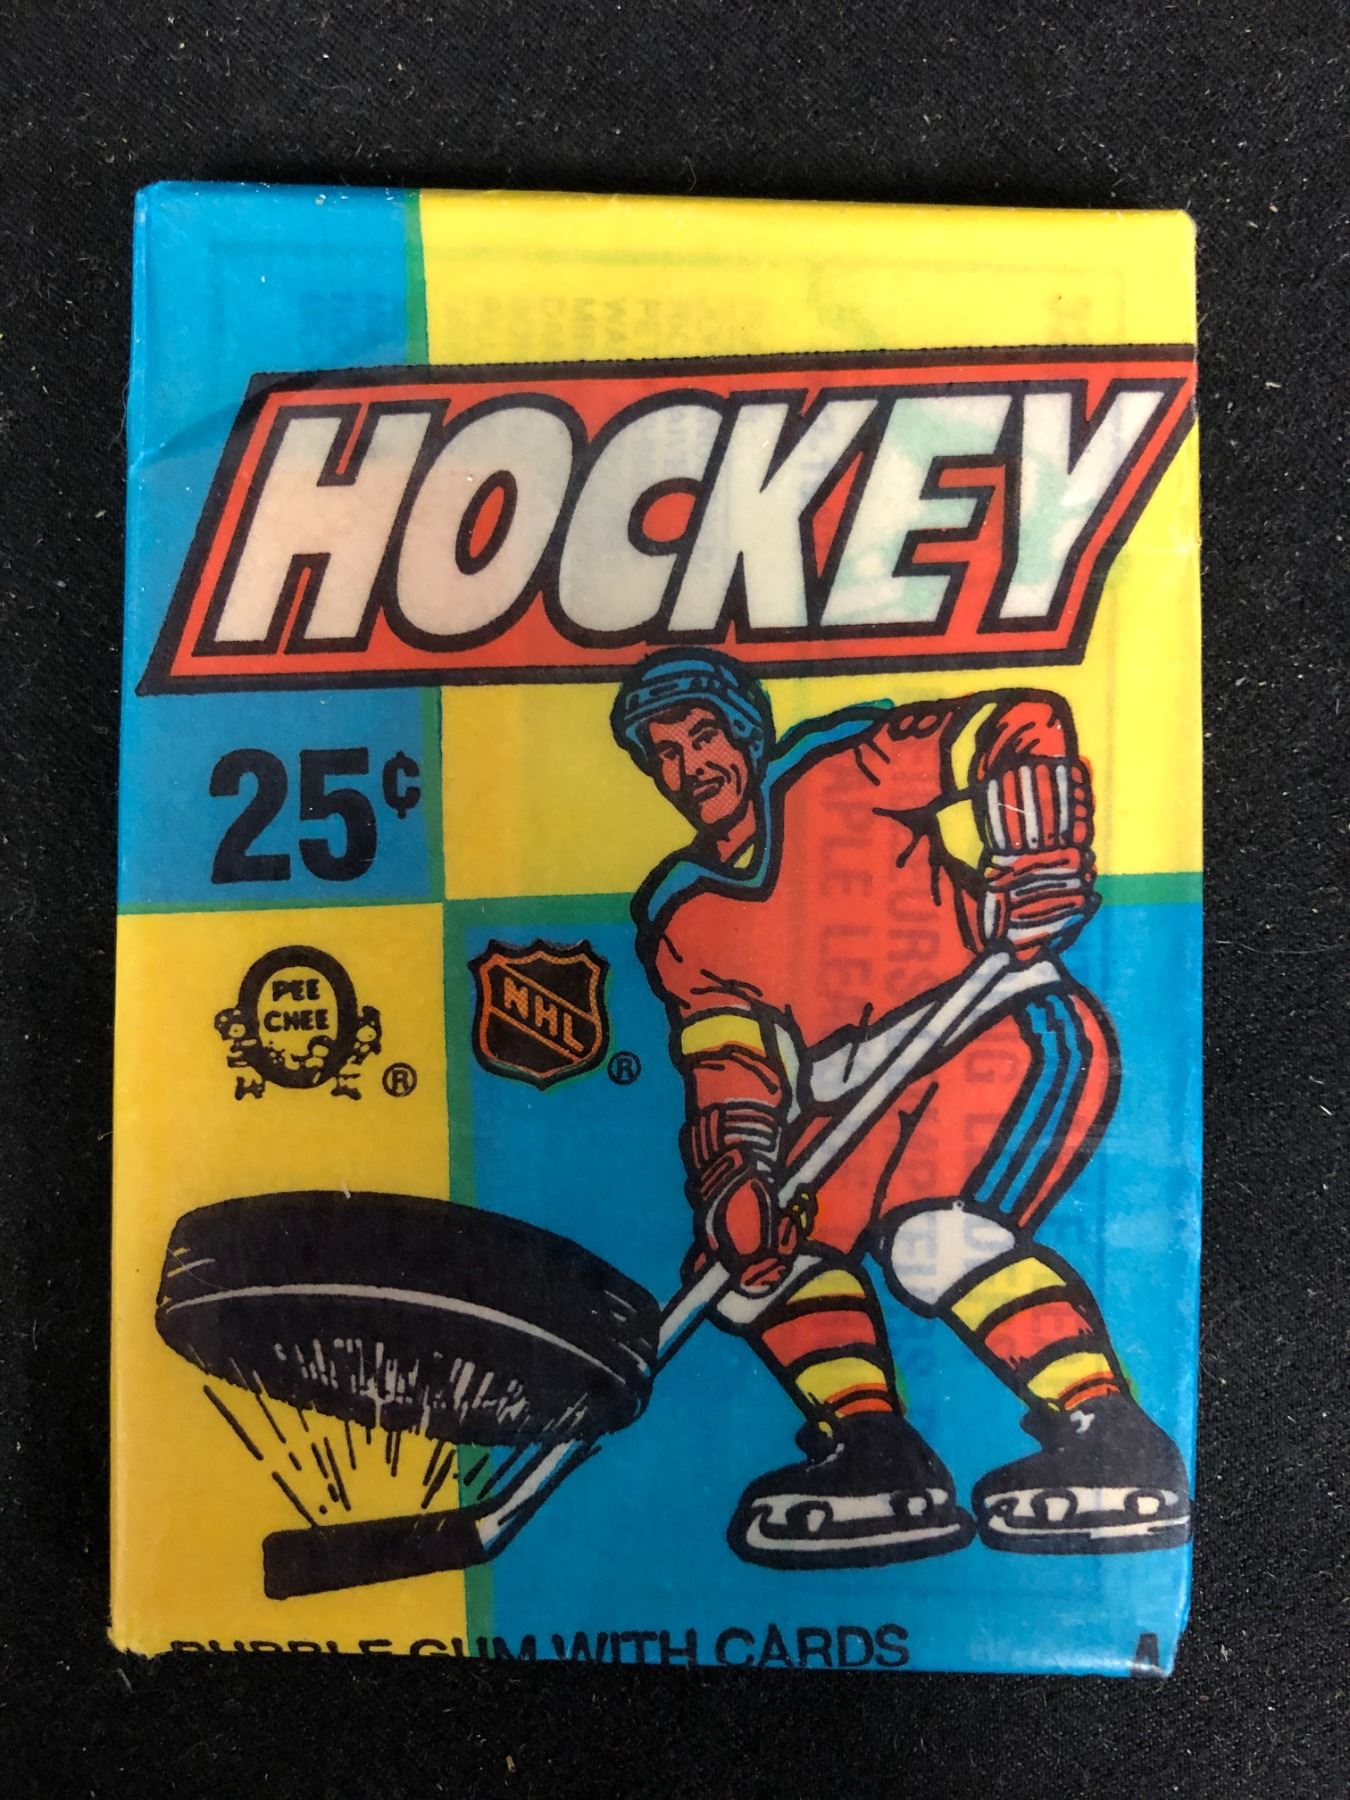 HOCKEY
25¢
PEE
CHEE
®
NHL
®
BUBBLE GUM WITH CARDS
A